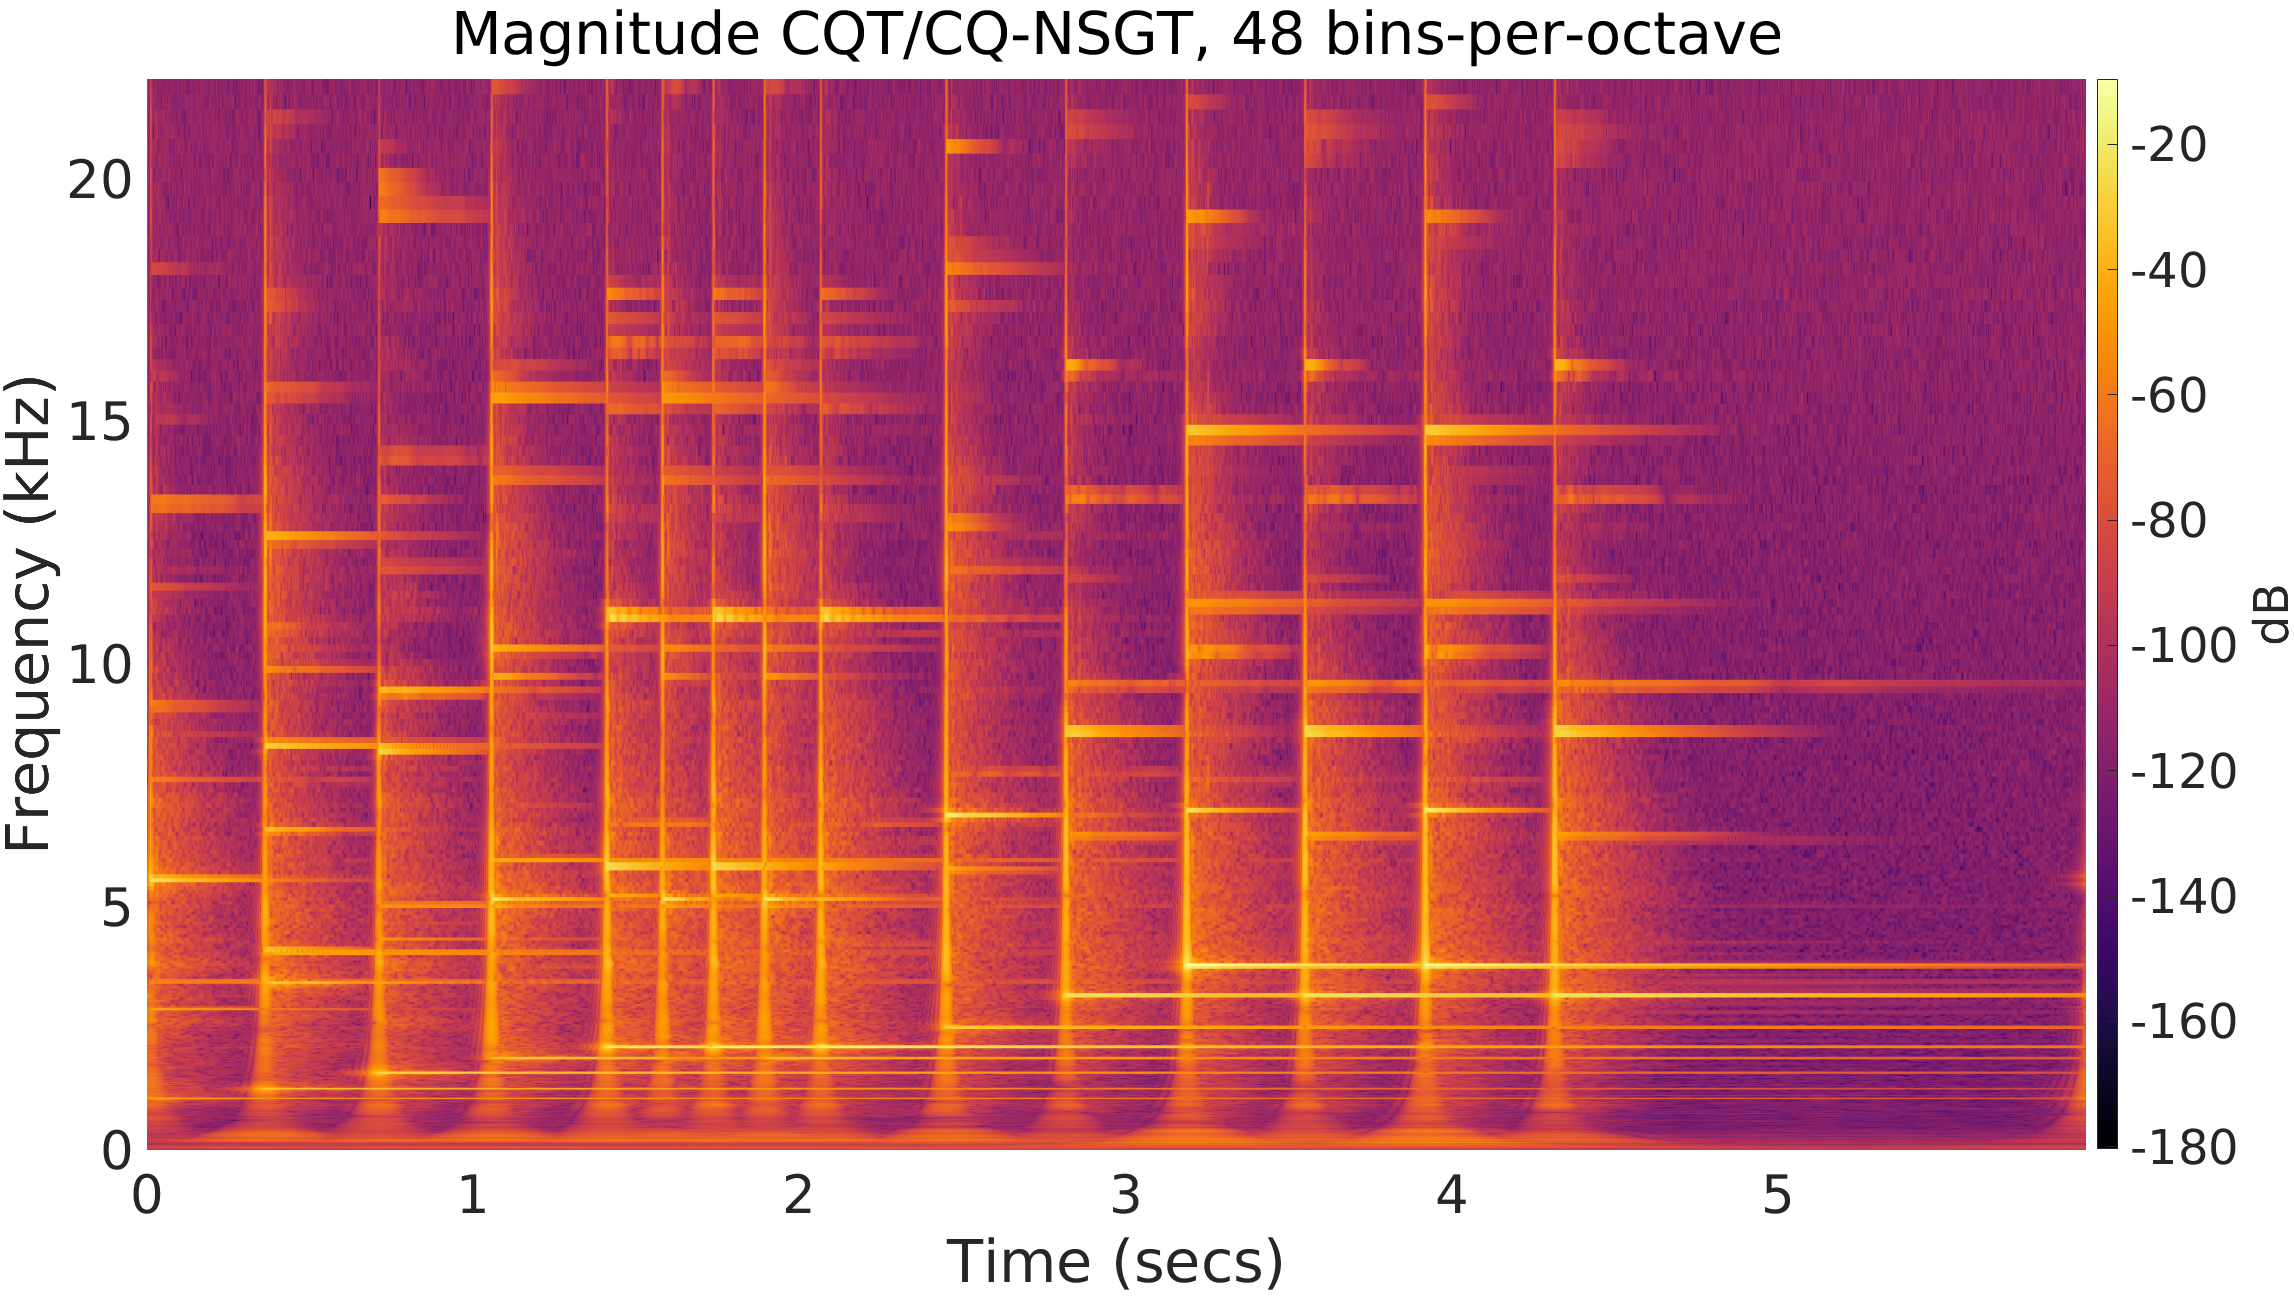 Magnitude CQT/CQ-NSGT, 48 bins-per-octave
Frequency (kHz)
20
15
10
5
0
0 1 2 3 4 5
Time (secs)
-20
-40
-60
-80
-100
-120
-140
-160
-180
dB